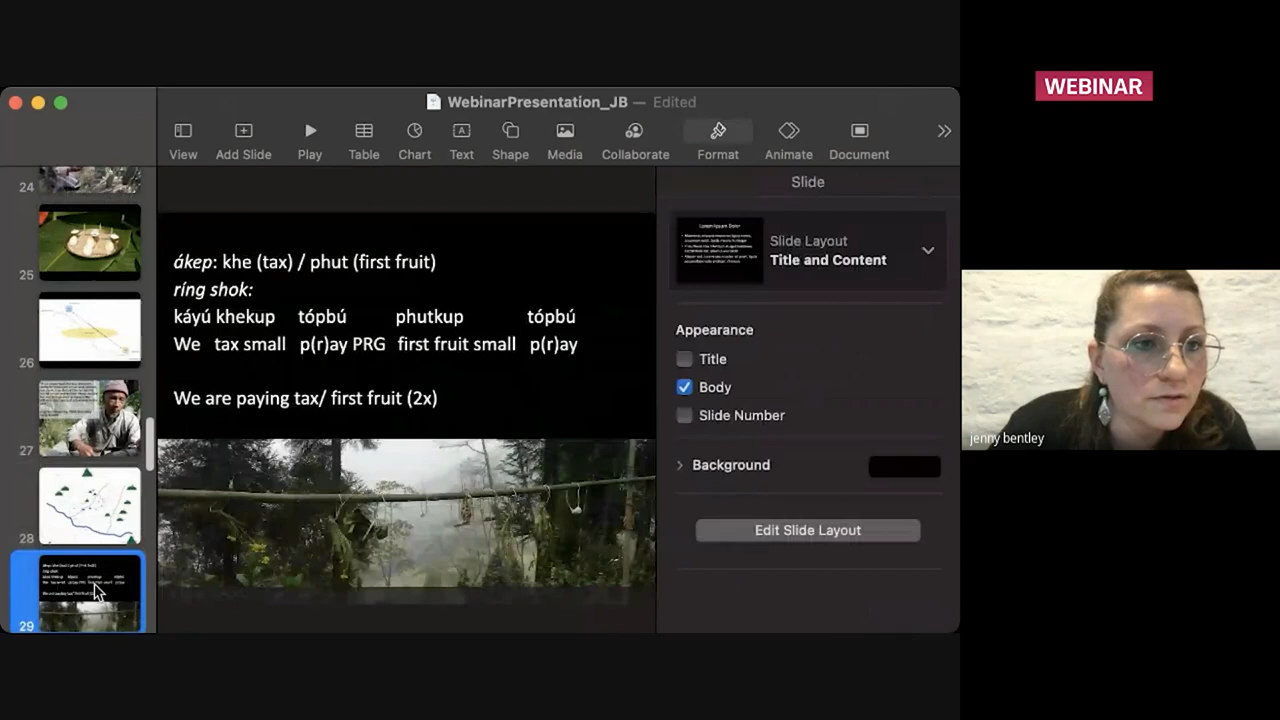 WEBINAR
WebinarPresentation_JB — Edited
View Add Slide Play Table Chart Text Shape Media Collaborate Format Animate Document
Slide
24
25
26
27
28
29
ákep: khe (tax) / phut (first fruit)
ríng shok:
káyú khekup tópbú phutkup tópbú
We tax small p(r)ay PRG first fruit small p(r)ay
We are paying tax/ first fruit (2x)
Slide Layout
Title and Content
Appearance
Title
Body
Slide Number
Background
Edit Slide Layout
jenny bentley